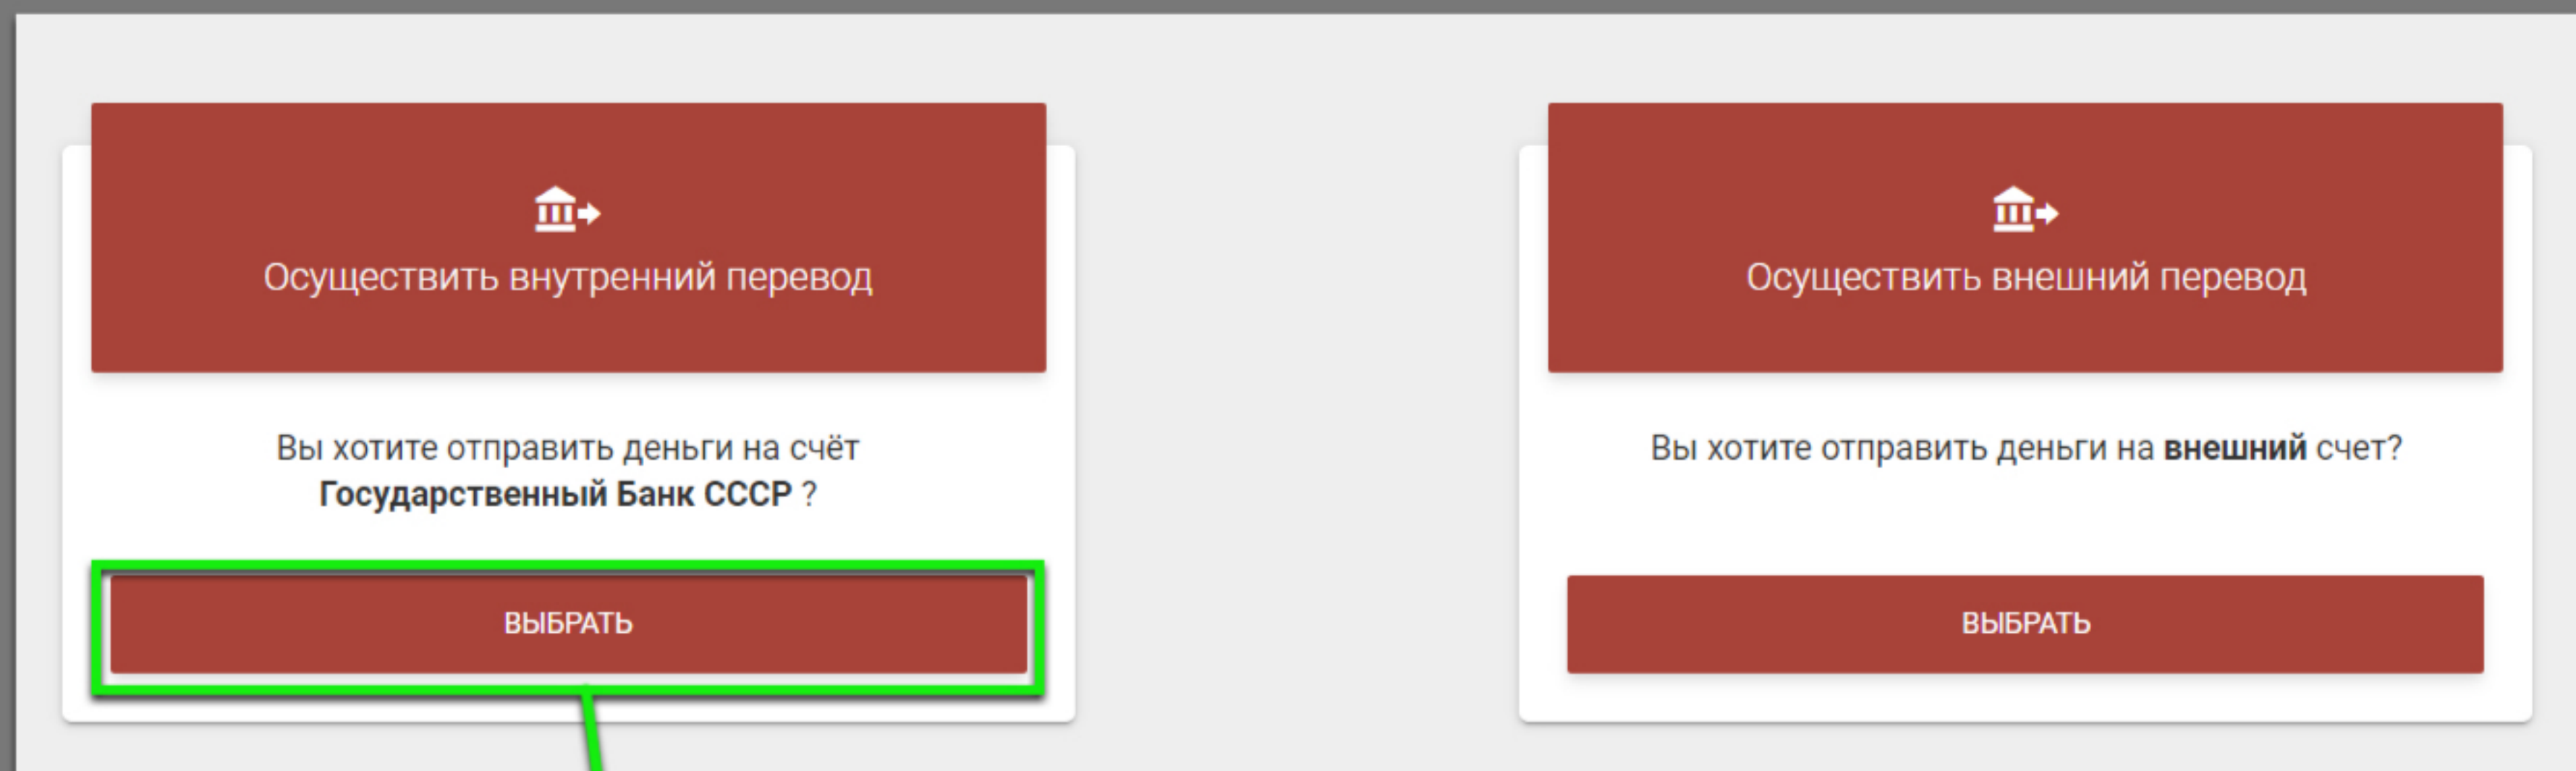 Осуществить внутренний перевод
Вы хотите отправить деньги на счёт
Государственный Банк СССР ?
ВЫБРАТЬ
Осуществить внешний перевод
Вы хотите отправить деньги на внешний счет?
ВЫБРАТЬ